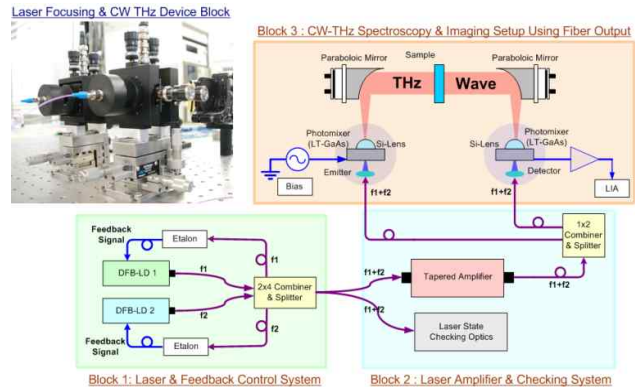 Laser Focusing & CW THz Device Block
Block 3 : CW-THz Spectroscopy & Imaging Setup Using Fiber Output
Paraboloic Mirror
Sample
Paraboloic Mirror
THz
Wave
Photomixer
(LT-GaAs)
Si-Lens
Si-Lens
Photomixer
(LT-GaAs)
Bias
Emitter
Detector
LIA
f1+f2
f1+f2
Feedback
Signal
Etalon
f1
DFB-LD 1
f1
DFB-LD 2
f2
2x4 Combiner
& Splitter
f2
Feedback
Signal
Etalon
f1+f2
Tapered Amplifier
f1+f2
1x2
Combiner
& Splitter
f1+f2
Laser State
Checking Optics
Block 1: Laser & Feedback Control System
Block 2 : Laser Amplifier & Checking System